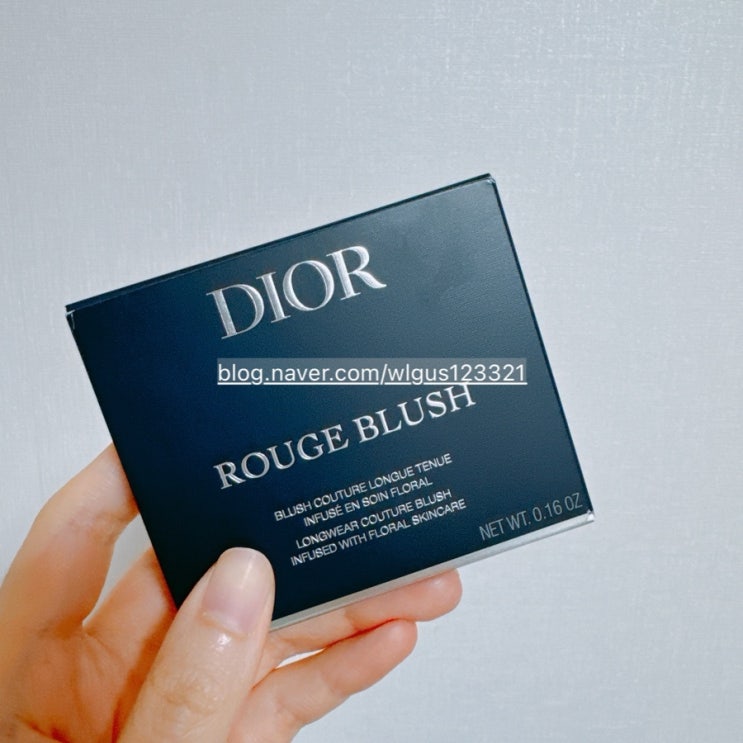 DIOR
blog.naver.com/wlgus123321
ROUGE BLUSH
BLUSH COUTURE LONGUE TENUE
INFUSÉ EN SOIN FLORAL
LONGWEAR COUTURE BLUSH
INFUSED WITH FLORAL SKINCARE
NET WT. 0.16 OZ